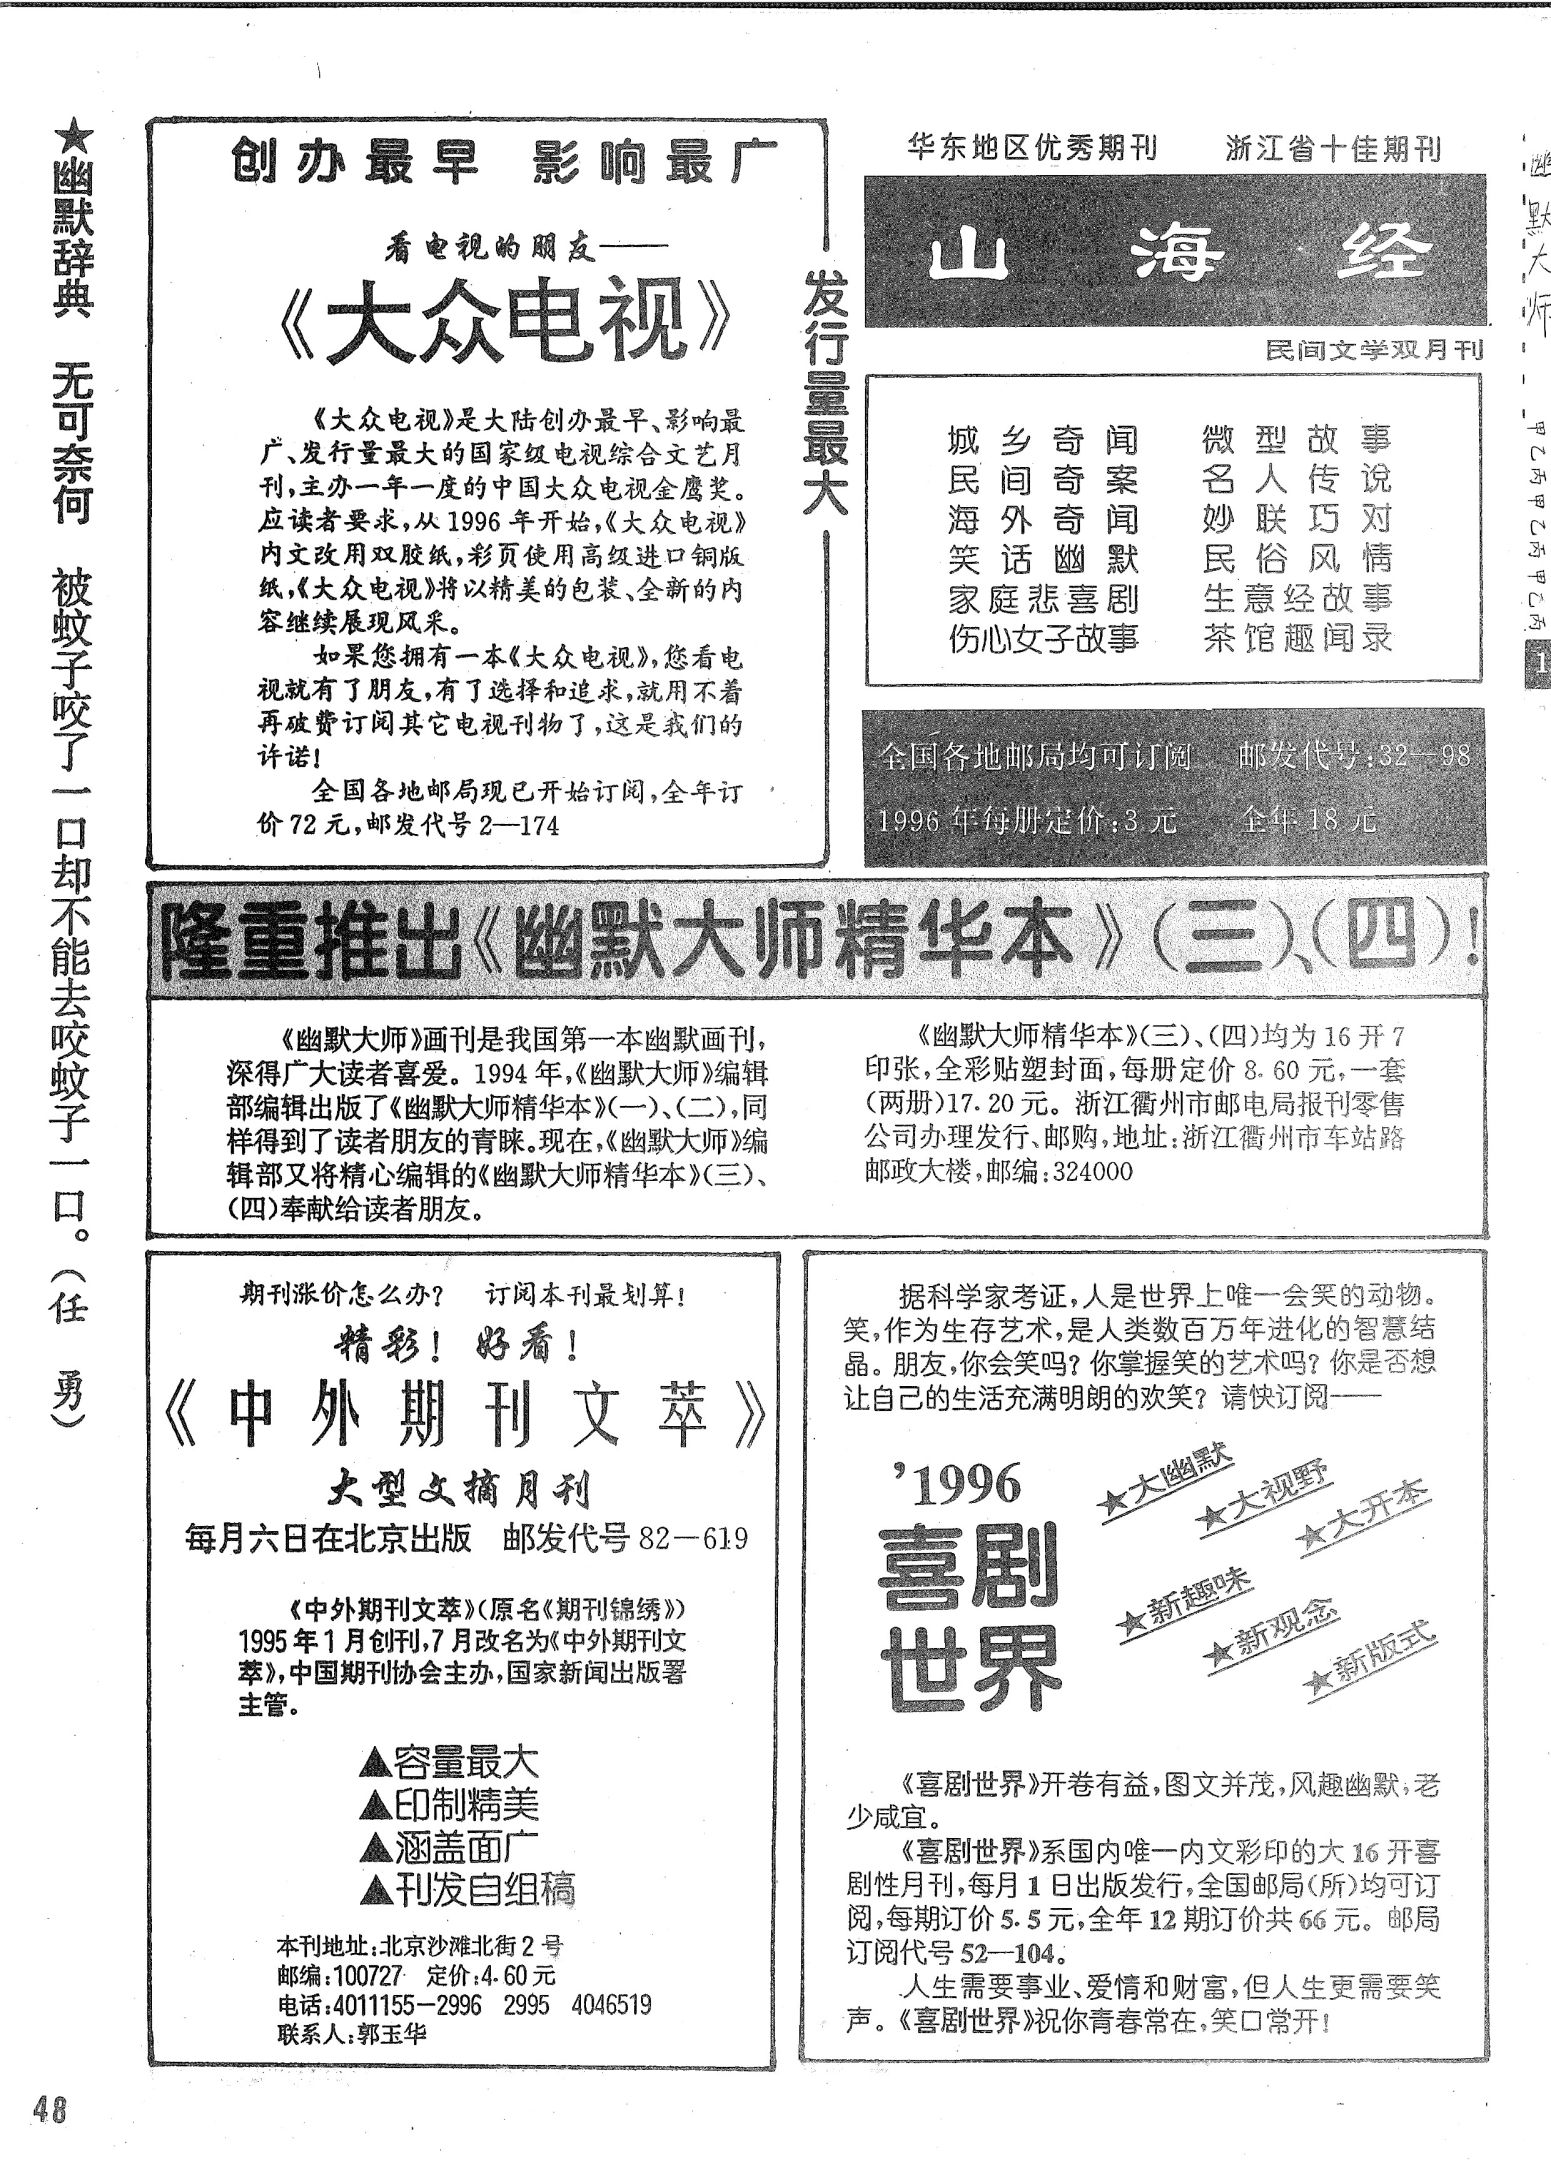 ★幽默辞典 无可奈何 被蚊子咬了一口却不能去咬蚊子一口。(任 勇)
创办最早 影响最广
看电视的朋友——
《大众电视》
《大众电视》是大陆创办最早、影响最
广、发行量最大的国家级电视综合文艺月
刊,主办一年一度的中国大众电视金鹰奖。
应读者要求,从1996年开始,《大众电视》
内文改用双胶纸,彩页使用高级进口铜版
纸,《大众电视》将以精美的包装、全新的内
容继续展现风采。
如果您拥有一本《大众电视》,您看电
视就有了朋友,有了选择和追求,就用不着
再破费订阅其它电视刊物了,这是我们的
许诺!
全国各地邮局现已开始订阅,全年订
价72元,邮发代号2—174
发行量最大
华东地区优秀期刊 浙江省十佳期刊
山海经
民间文学双月刊
城乡奇闻 微型故事
民间奇案 名人传说
海外奇闻 妙联巧对
笑话幽默 民俗风情
家庭悲喜剧 生意经故事
伤心女子故事 茶馆趣闻录
全国各地邮局均可订阅 邮发代号:32—98
1996年每册定价:3元 全年18元
隆重推出《幽默大师精华本》(三)、(四)!
《幽默大师》画刊是我国第一本幽默画刊,
深得广大读者喜爱。1994年,《幽默大师》编辑
部编辑出版了《幽默大师精华本》(一)、(二),同
样得到了读者朋友的青睐。现在,《幽默大师》编
辑部又将精心编辑的《幽默大师精华本》(三)、
(四)奉献给读者朋友。
《幽默大师精华本》(三)、(四)均为16开7
印张,全彩贴塑封面,每册定价8.60元,一套
(两册)17.20元。浙江衢州市邮电局报刊零售
公司办理发行、邮购,地址:浙江衢州市车站路
邮政大楼,邮编:324000
期刊涨价怎么办? 订阅本刊最划算!
精彩! 好看!
《中外期刊文萃》
大型文摘月刊
每月六日在北京出版 邮发代号82—619
《中外期刊文萃》(原名《期刊锦绣》)
1995年1月创刊,7月改名为《中外期刊文
萃》,中国期刊协会主办,国家新闻出版署
主管。
▲容量最大
▲印制精美
▲涵盖面广
▲刊发自组稿
本刊地址:北京沙滩北街2号
邮编:100727 定价:4.60元
电话:4011155—2996 2995 4046519
联系人:郭玉华
据科学家考证,人是世界上唯一会笑的动物。
笑,作为生存艺术,是人类数百万年进化的智慧结
晶。朋友,你会笑吗?你掌握笑的艺术吗?你是否想
让自己的生活充满明朗的欢笑?请快订阅——
’1996
喜剧
世界
★大幽默
★大视野
★大开本
★新趣味
★新观念
★新版式
《喜剧世界》开卷有益,图文并茂,风趣幽默,老
少咸宜。
《喜剧世界》系国内唯一内文彩印的大16开喜
剧性月刊,每月1日出版发行,全国邮局(所)均可订
阅,每期订价5.5元,全年12期订价共66元。邮局
订阅代号52—104。
人生需要事业、爱情和财富,但人生更需要笑
声。《喜剧世界》祝你青春常在,笑口常开!
幽默大师
甲乙丙甲乙丙甲乙丙
1
48